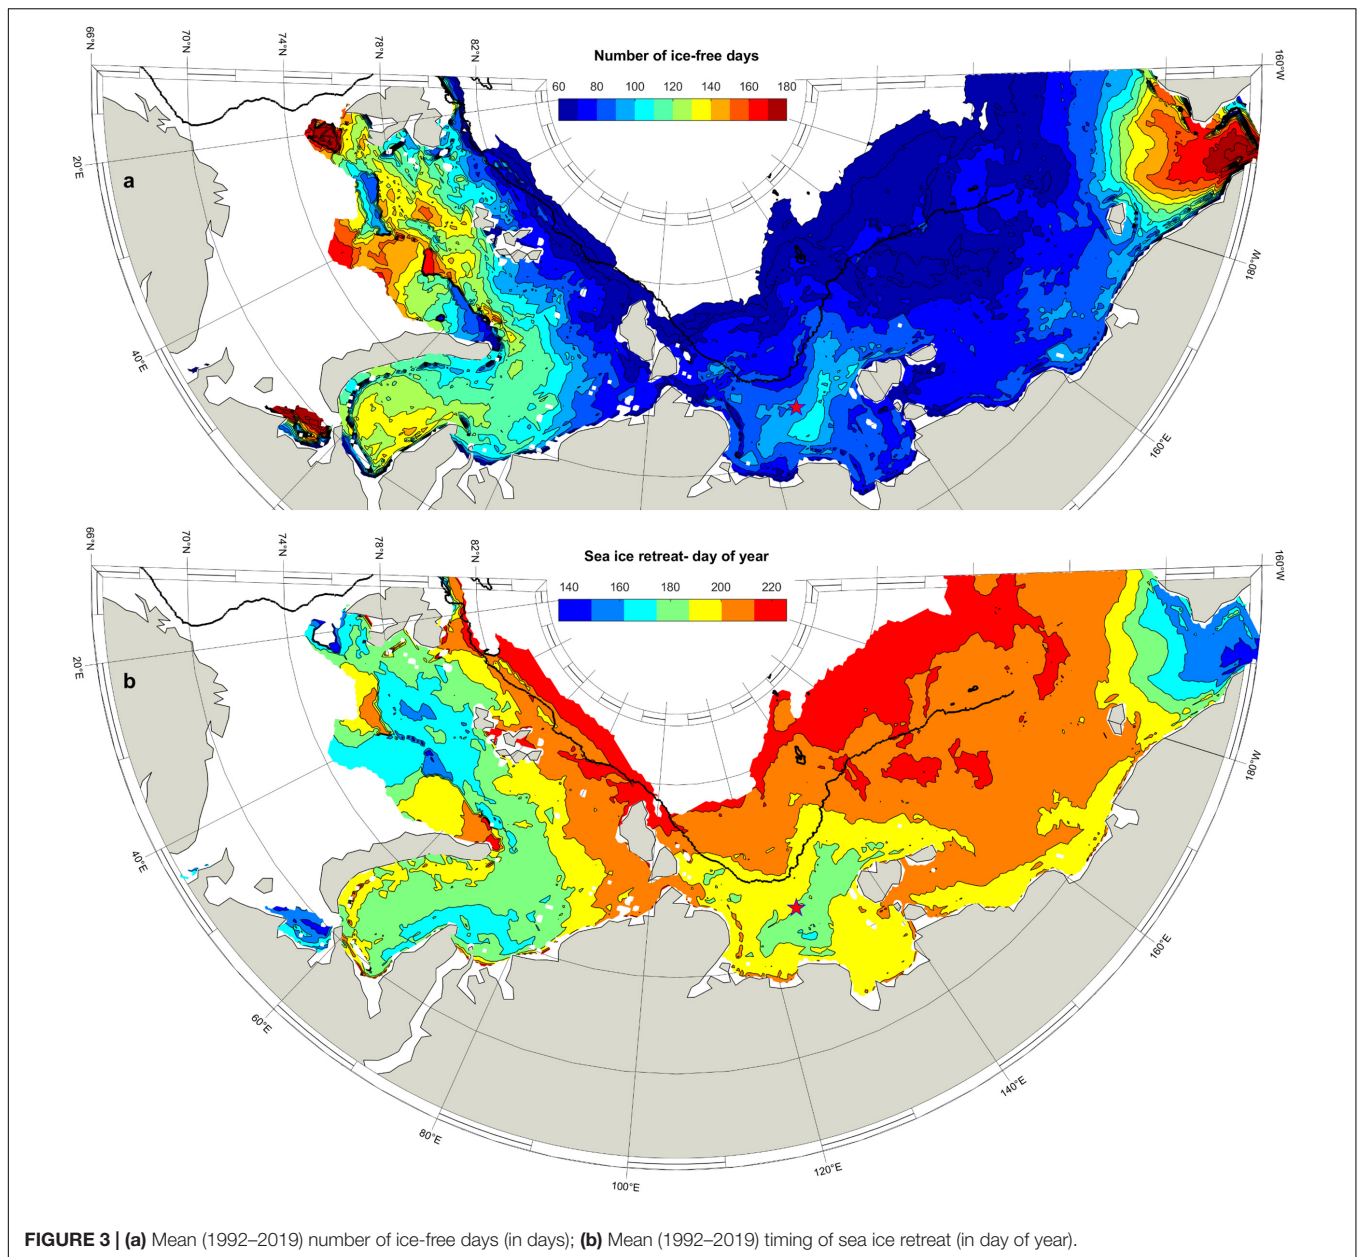 66°N
70°N
74°N
78°N
82°N
160°W
Number of ice-free days
60 80 100 120 140 160 180
20°E
a
180°W
40°E
160°E
66°N
70°N
74°N
78°N
82°N
160°W
Sea ice retreat- day of year
140 160 180 200 220
20°E
b
180°W
40°E
160°E
60°E
140°E
80°E
120°E
100°E
FIGURE 3 | (a) Mean (1992–2019) number of ice-free days (in days); (b) Mean (1992–2019) timing of sea ice retreat (in day of year).